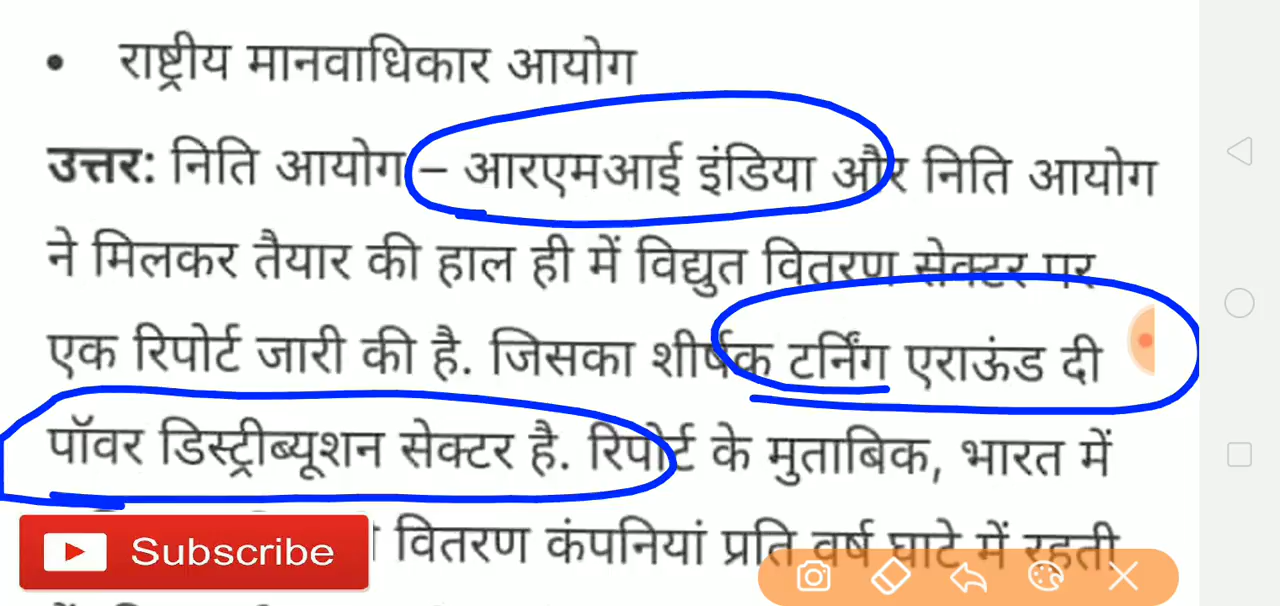 • राष्ट्रीय मानवाधिकार आयोग
उत्तर: निति आयोग – आरएमआई इंडिया और निति आयोग
ने मिलकर तैयार की हाल ही में विद्युत वितरण सेक्टर पर
एक रिपोर्ट जारी की है. जिसका शीर्षक टर्निंग एराऊंड दी
पॉवर डिस्ट्रीब्यूशन सेक्टर है. रिपोर्ट के मुताबिक, भारत में
वितरण कंपनियां प्रति वर्ष घाटे में रहती
Subscribe